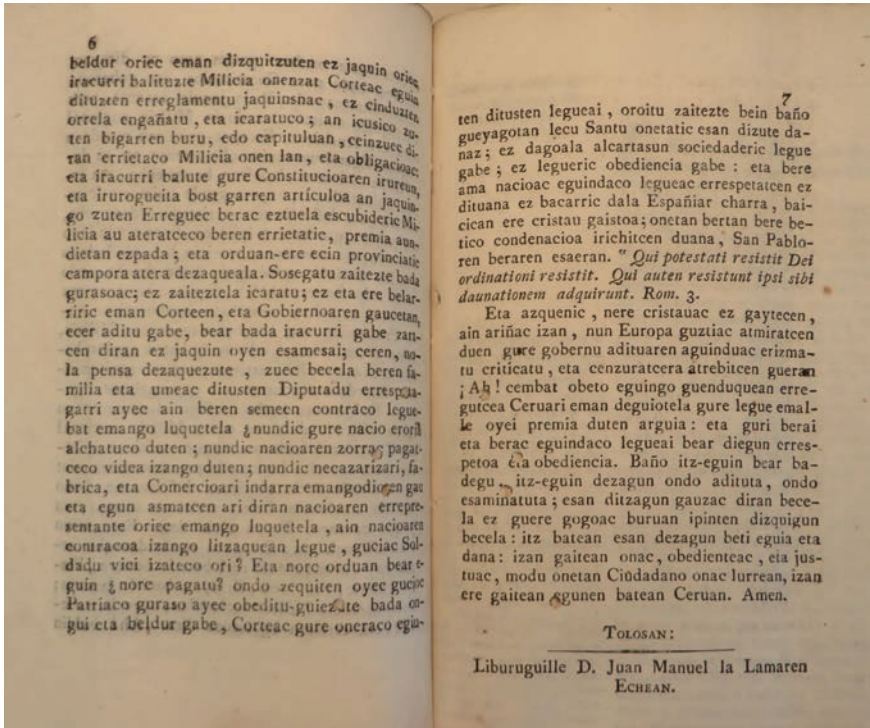 6
beldur oriec eman dizquitzuten ez jaquin oriec,
iracurri balituzte Milicia onenzat Corteac eguin
dituzten erreglamentu jaquinsnac, ez cinduzten
orrela engañatu, eta icaratuco; an icusico zu-
ten bigarren buru, edo capituluan, ceinzuec di-
ran errietaco Milicia onen lan, eta obligacioac:
eta iracurri balute gure Constitucioaren irureun,
eta irurogueita bost garren artículoa an jaquin-
go zuten Erreguec berac eztuela escubideric Mi-
licia au ateratceco beren errietatic, premia aun-
dietan ezpada; eta orduan-ere ecin provinciatic
campora atera dezaqueala. Sosegatu zaitezte bada
gurasoac; ez zaiteztela icaratu; ez eta ere belar-
riric eman Corteen, eta Gobiernoaren gaucetan,
ecer aditu gabe, bear bada iracurri gabe zan-
cen diran ez jaquin oyen esamesai; ceren, no-
la pensa dezaquezute, zuec becela beren fa-
milia eta umeac ditusten Diputadu errespeta-
garri ayec ain beren semeen contraco legue-
bat emango luquetela ¿nundic gure nacio eroria
alchatuco duten; nundic nacioaren zorrac pagat-
ceco videa izango duten; nundic necazarizari, fa-
brica, eta Comercioari indarra emangodioten gau
eta egun asmatcen ari diran nacioaren errepre-
sentante oriec emango luquetela, ain nacioaren
contracoa izango litzaquean legue, guciac Sol-
dadu vici izateco ori? Eta norc orduan bear e-
guin ¿norc pagatu? ondo zequiten oyec guciac
Patriaco guraso ayec obeditu-guiezute bada on-
gui eta beldur gabe, Corteac gure oneraco egin-
7
ten ditusten legueai, oroitu zaitezte bein baño
gueyagotan lecu Santu onetatic esan dizute da-
naz; ez dagoala alcartasun sociedaderic legue
gabe; ez legueric obediencia gabe: eta bere
ama nacioac eguindaco legueac errespetatcen ez
dituana ez bacarric dala Españiar charra, bai-
cican ere cristau gaistoa; onetan bertan bere be-
tico condenacioa irichitcen duana, San Pablo-
ren beraren esaeran. "Qui potestati resistit Dei
ordinationi resistit. Qui auten resistunt ipsi sibi
daunationem adquirunt. Rom. 3.
Eta azquenic, nere cristauac ez gaytecen,
ain ariñac izan, nun Europa guztiac atmiratcen
duen gure gobernu adituaren aguinduac erizma-
tu criticatu, eta cenzuratcera atrebitcen gueran
¡Ah! cembat obeto eguingo guenduquean erre-
gutcea Ceruari eman deguiotela gure legue emal-
le oyei premia duten arguia: eta guri berai
eta berac eguindaco legueai bear diegun erres-
petoa eta obediencia. Baño itz-eguin bear ba-
degu, itz-eguin dezagun ondo adituta, ondo
esaminatuta; esan ditzagun gauzac diran bece-
la ez guere gogoac buruan ipinten dizquigun
becela: itz batean esan dezagun beti eguia eta
dana: izan gaitean onac, obedienteac, eta jus-
tuac, modu onetan Ciudadano onac lurrean, izan
ere gaitean egunen batean Ceruan. Amen.
TOLOSAN:
Liburuguille D. Juan Manuel la Lamaren
ECHEAN.